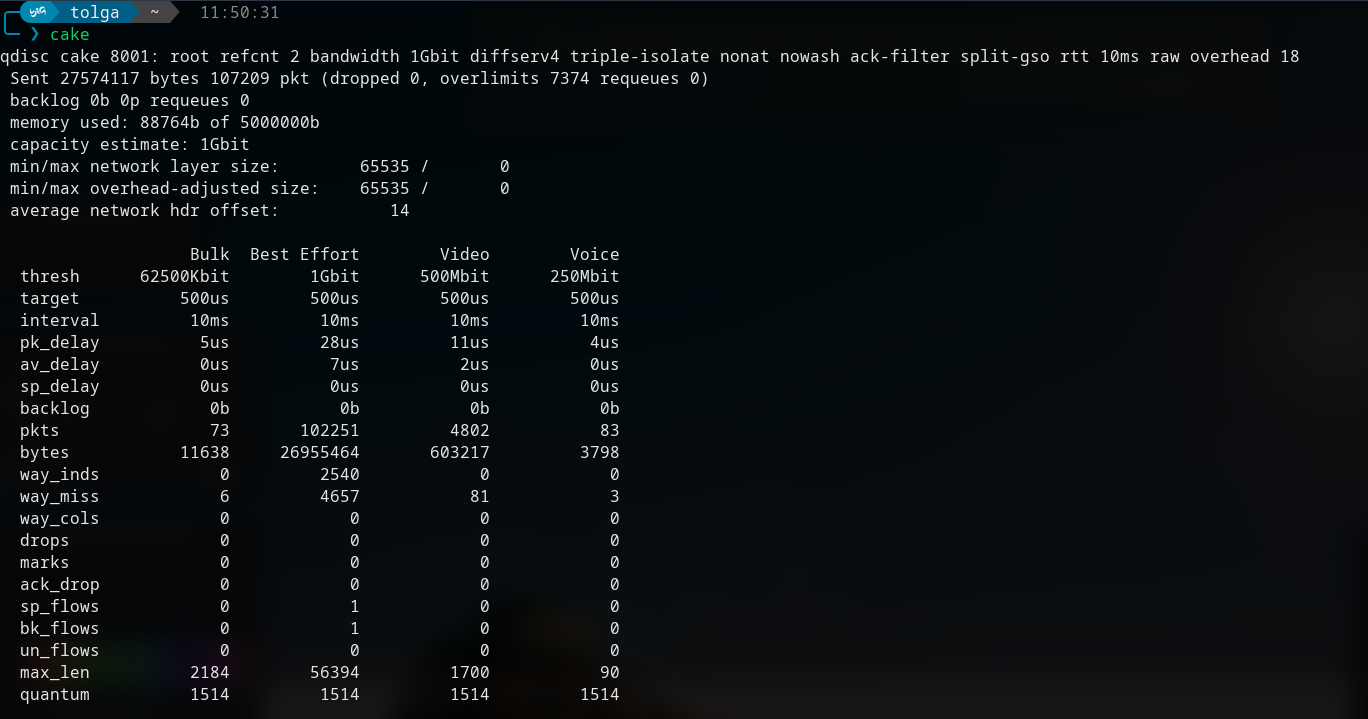 tolga ~ 11:50:31
❯ cake
qdisc cake 8001: root refcnt 2 bandwidth 1Gbit diffserv4 triple-isolate nonat nowash ack-filter split-gso rtt 10ms raw overhead 18
Sent 27574117 bytes 107209 pkt (dropped 0, overlimits 7374 requeues 0)
backlog 0b 0p requeues 0
memory used: 88764b of 5000000b
capacity estimate: 1Gbit
min/max network layer size: 65535 / 0
min/max overhead-adjusted size: 65535 / 0
average network hdr offset: 14
Bulk Best Effort Video Voice
thresh 62500Kbit 1Gbit 500Mbit 250Mbit
target 500us 500us 500us 500us
interval 10ms 10ms 10ms 10ms
pk_delay 5us 28us 11us 4us
av_delay 0us 7us 2us 0us
sp_delay 0us 0us 0us 0us
backlog 0b 0b 0b 0b
pkts 73 102251 4802 83
bytes 11638 26955464 603217 3798
way_inds 0 2540 0 0
way_miss 6 4657 81 3
way_cols 0 0 0 0
drops 0 0 0 0
marks 0 0 0 0
ack_drop 0 0 0 0
sp_flows 0 1 0 0
bk_flows 0 1 0 0
un_flows 0 0 0 0
max_len 2184 56394 1700 90
quantum 1514 1514 1514 1514